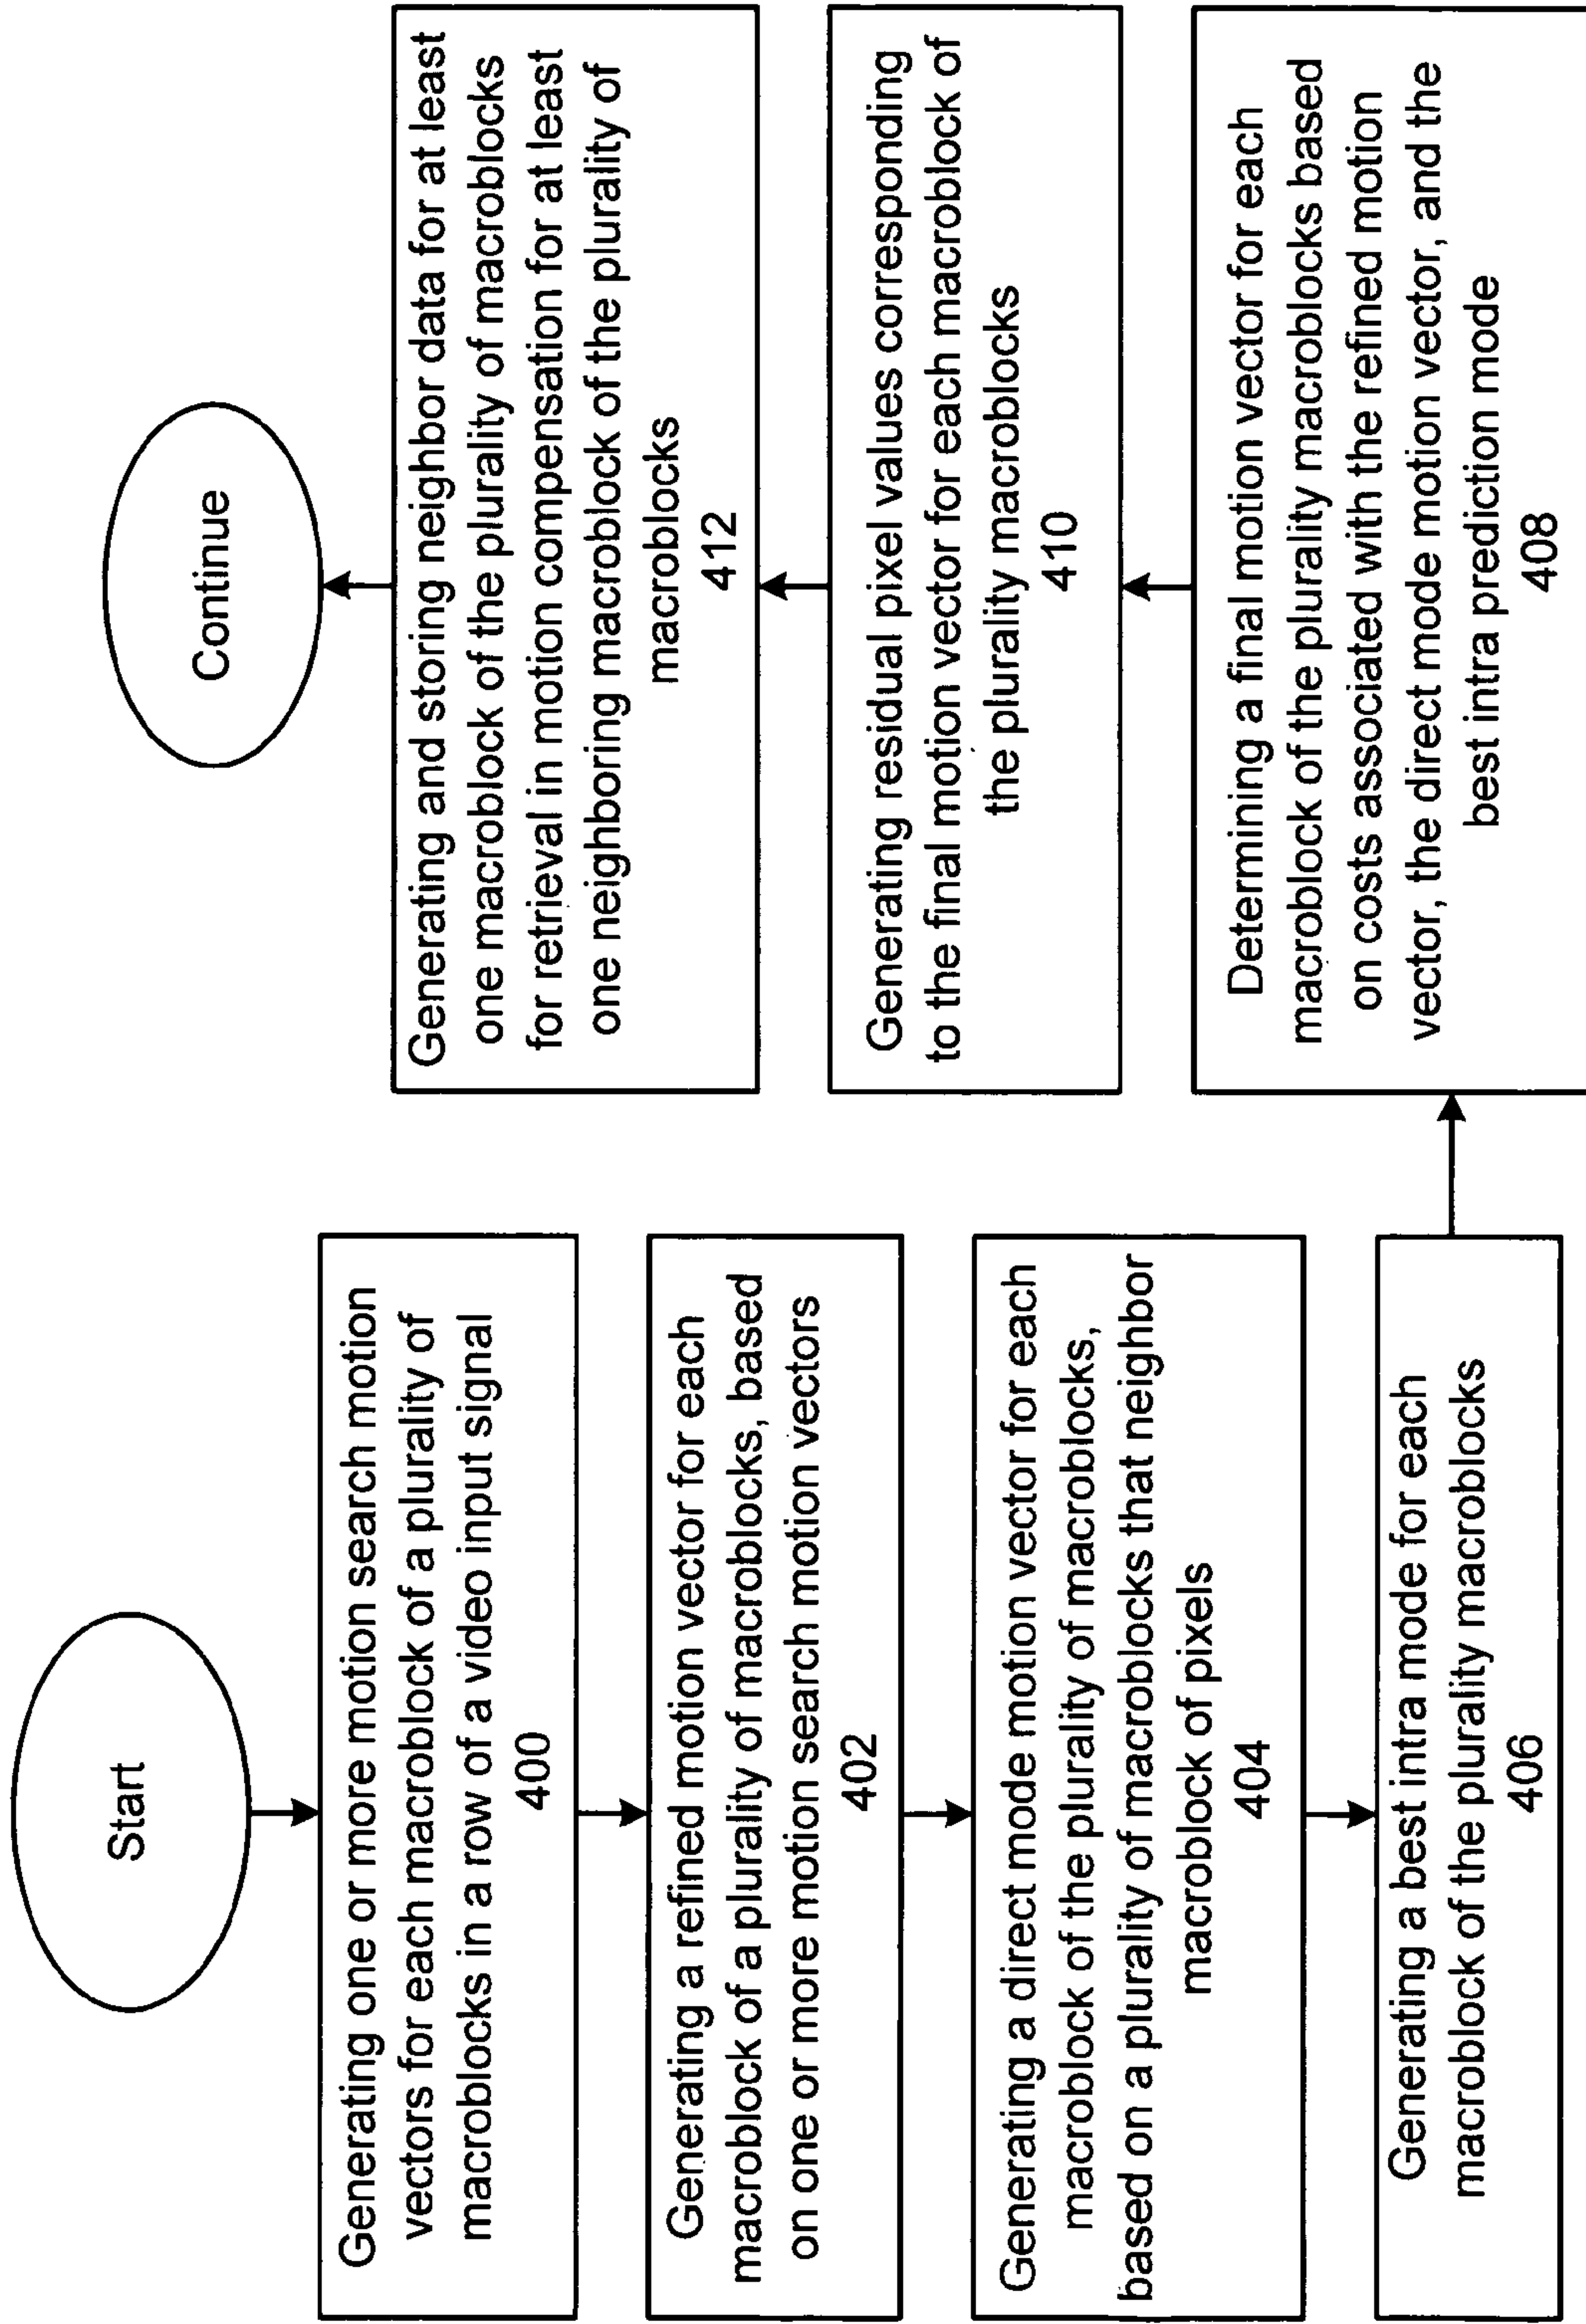 Start
Generating one or more motion search motion
vectors for each macroblock of a plurality of
macroblocks in a row of a video input signal
400
Generating a refined motion vector for each
macroblock of a plurality of macroblocks, based
on one or more motion search motion vectors
402
Generating a direct mode motion vector for each
macroblock of the plurality of macroblocks,
based on a plurality of macroblocks that neighbor
macroblock of pixels
404
Generating a best intra mode for each
macroblock of the plurality macroblocks
406
Determining a final motion vector for each
macroblock of the plurality macroblocks based
on costs associated with the refined motion
vector, the direct mode motion vector, and the
best intra prediction mode
408
Generating residual pixel values corresponding
to the final motion vector for each macroblock of
the plurality macroblocks
410
Generating and storing neighbor data for at least
one macroblock of the plurality of macroblocks
for retrieval in motion compensation for at least
one neighboring macroblock of the plurality of
macroblocks
412
Continue